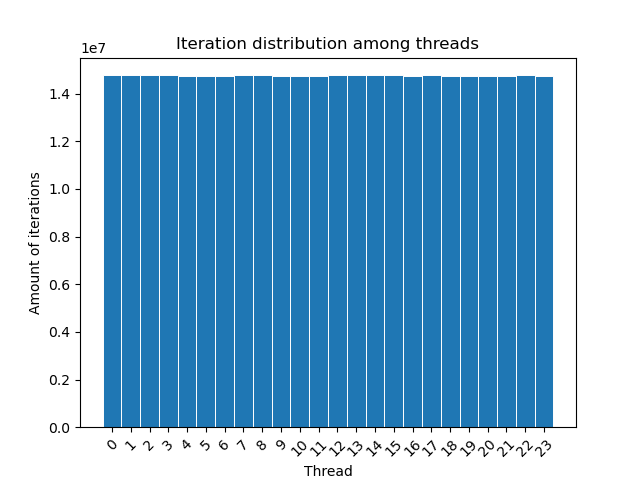 Iteration distribution among threads
1e7
1.4
1.2
1.0
0.8
0.6
0.4
0.2
0.0
Amount of iterations
0 1 2 3 4 5 6 7 8 9 10 11 12 13 14 15 16 17 18 19 20 21 22 23
Thread